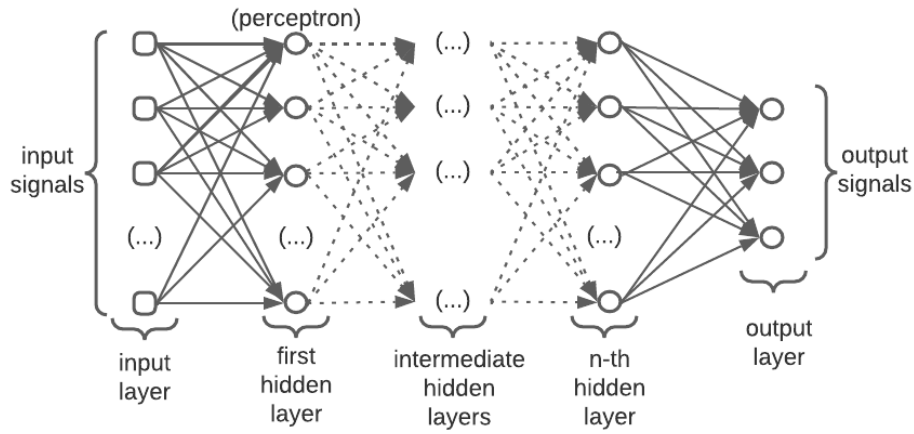 (perceptron)
input
signals
(...)
(...)
(...)
(...)
(...)
(...)
(...)
output
signals
input
layer
first
hidden
layer
intermediate
hidden
layers
n-th
hidden
layer
output
layer